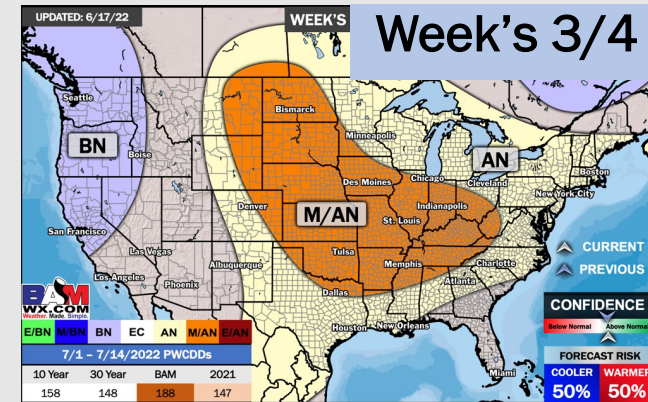 UPDATED: 6/17/22
WEEK'S
Week's 3/4
Seattle
Bismarck
Minneapolis
BN
AN
Boise
Boston
Des Moines
Chicago
Cleveland
New York City
Denver
M/AN
Indianapolis
St. Louis
San Francisco
CURRENT
Las Vegas
Tulsa
Albuquerque
Memphis
Charlotte
PREVIOUS
Los Angeles
Phoenix
Dallas
Atlanta
BAM
WX.COM
Weather. Made. Simple.
CONFIDENCE
Below Normal
Above Normal
Houston
New Orleans
E/BN M/BN BN EC AN M/AN E/AN
7/1 – 7/14/2022 PWCDDs
FORECAST RISK
10 Year 30 Year BAM 2021
Miami
COOLER WARMER
158 148 188 147
50% 50%